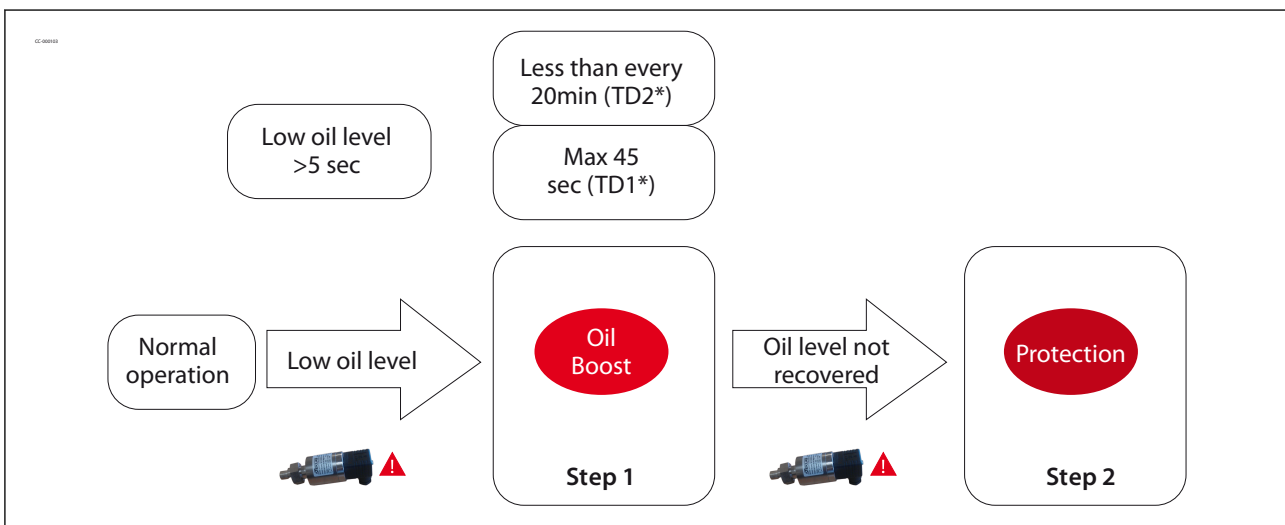 CC-000103
Less than every
20min (TD2*)
Low oil level
>5 sec
Max 45
sec (TD1*)
Normal
operation
Low oil level
Oil
Boost
Oil level not
recovered
Protection
Step 1
Step 2